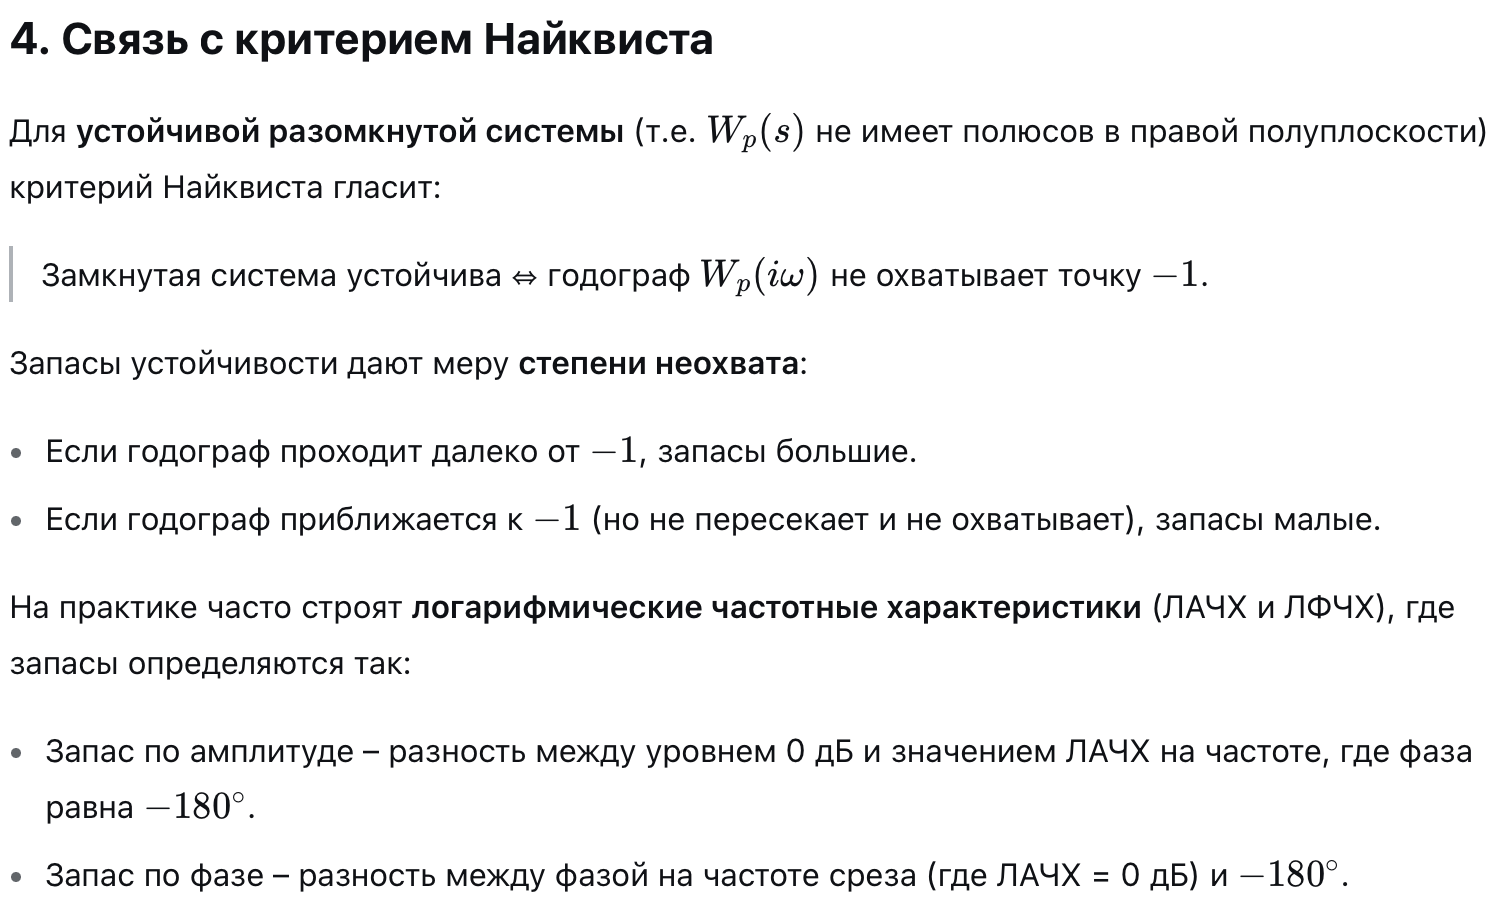 4. Связь с критерием Найквиста
Для устойчивой разомкнутой системы (т.е. W_p(s) не имеет полюсов в правой полуплоскости)
критерий Найквиста гласит:
Замкнутая система устойчива ⇔ годограф W_p(iω) не охватывает точку −1.
Запасы устойчивости дают меру степени неохвата:
• Если годограф проходит далеко от −1, запасы большие.
• Если годограф приближается к −1 (но не пересекает и не охватывает), запасы малые.
На практике часто строят логарифмические частотные характеристики (ЛАЧХ и ЛФЧХ), где
запасы определяются так:
• Запас по амплитуде – разность между уровнем 0 дБ и значением ЛАЧХ на частоте, где фаза
равна −180°.
• Запас по фазе – разность между фазой на частоте среза (где ЛАЧХ = 0 дБ) и −180°.